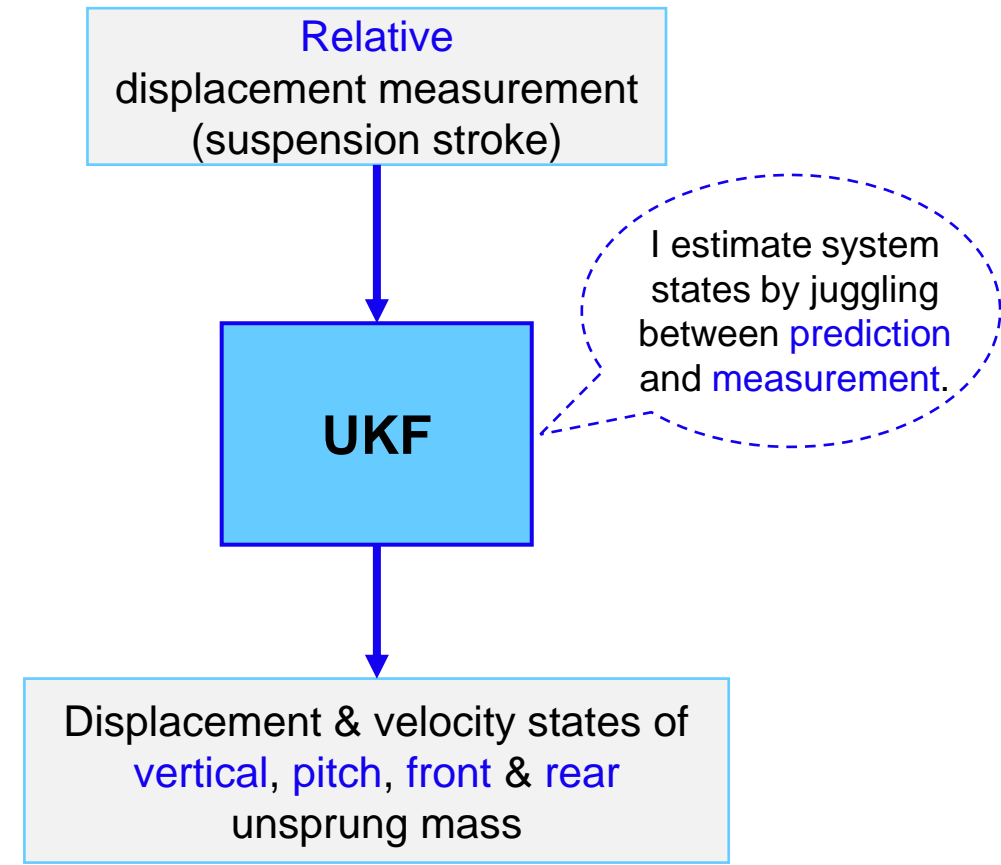 Relative
displacement measurement
(suspension stroke)
I estimate system
states by juggling
between prediction
and measurement.
UKF
Displacement & velocity states of
vertical, pitch, front & rear
unsprung mass